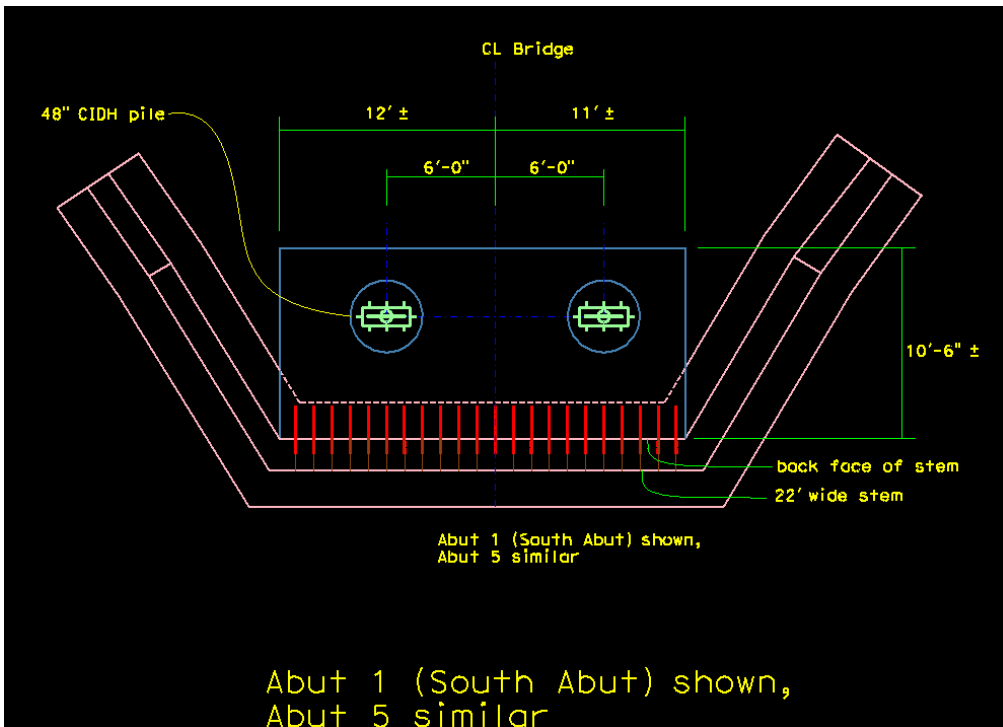 CL Bridge
48" CIDH pile
12' ±
11' ±
6'-0"
6'-0"
10'-6" ±
back face of stem
22' wide stem
Abut 1 (South Abut) shown,
Abut 5 similar
Abut 1 (South Abut) shown,
Abut 5 similar